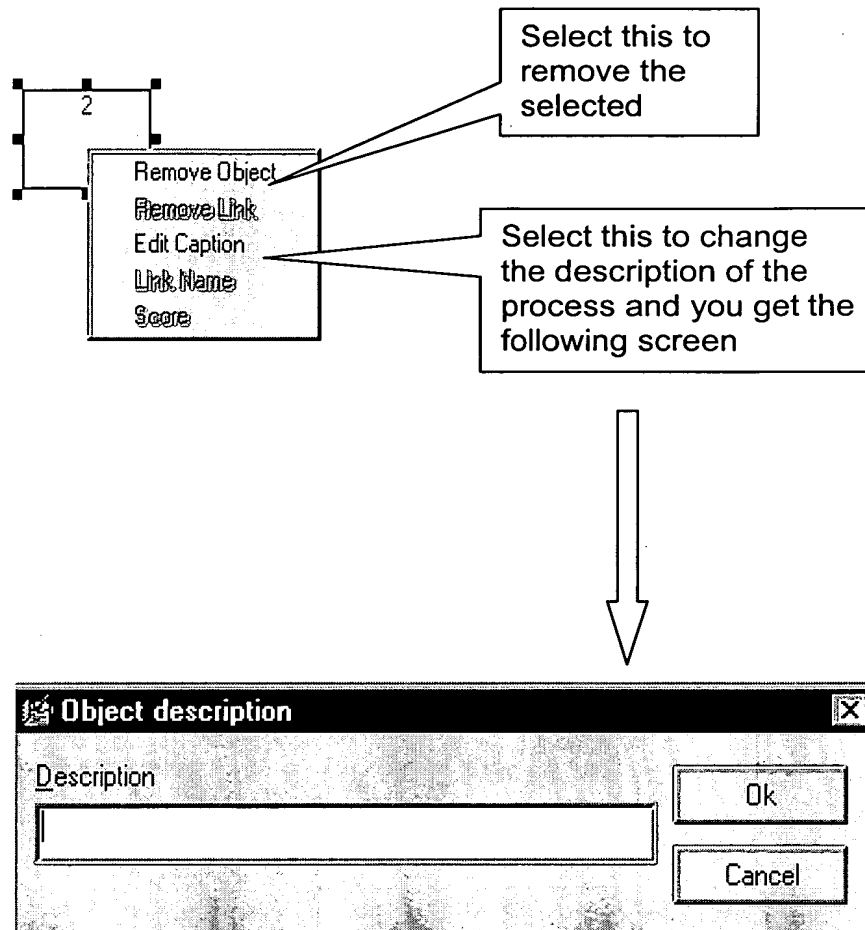 Select this to
remove the
selected
2
Remove Object
Remove Link
Edit Caption
Link Name
Score
Select this to change
the description of the
process and you get the
following screen
Object description
Description
Ok
Cancel